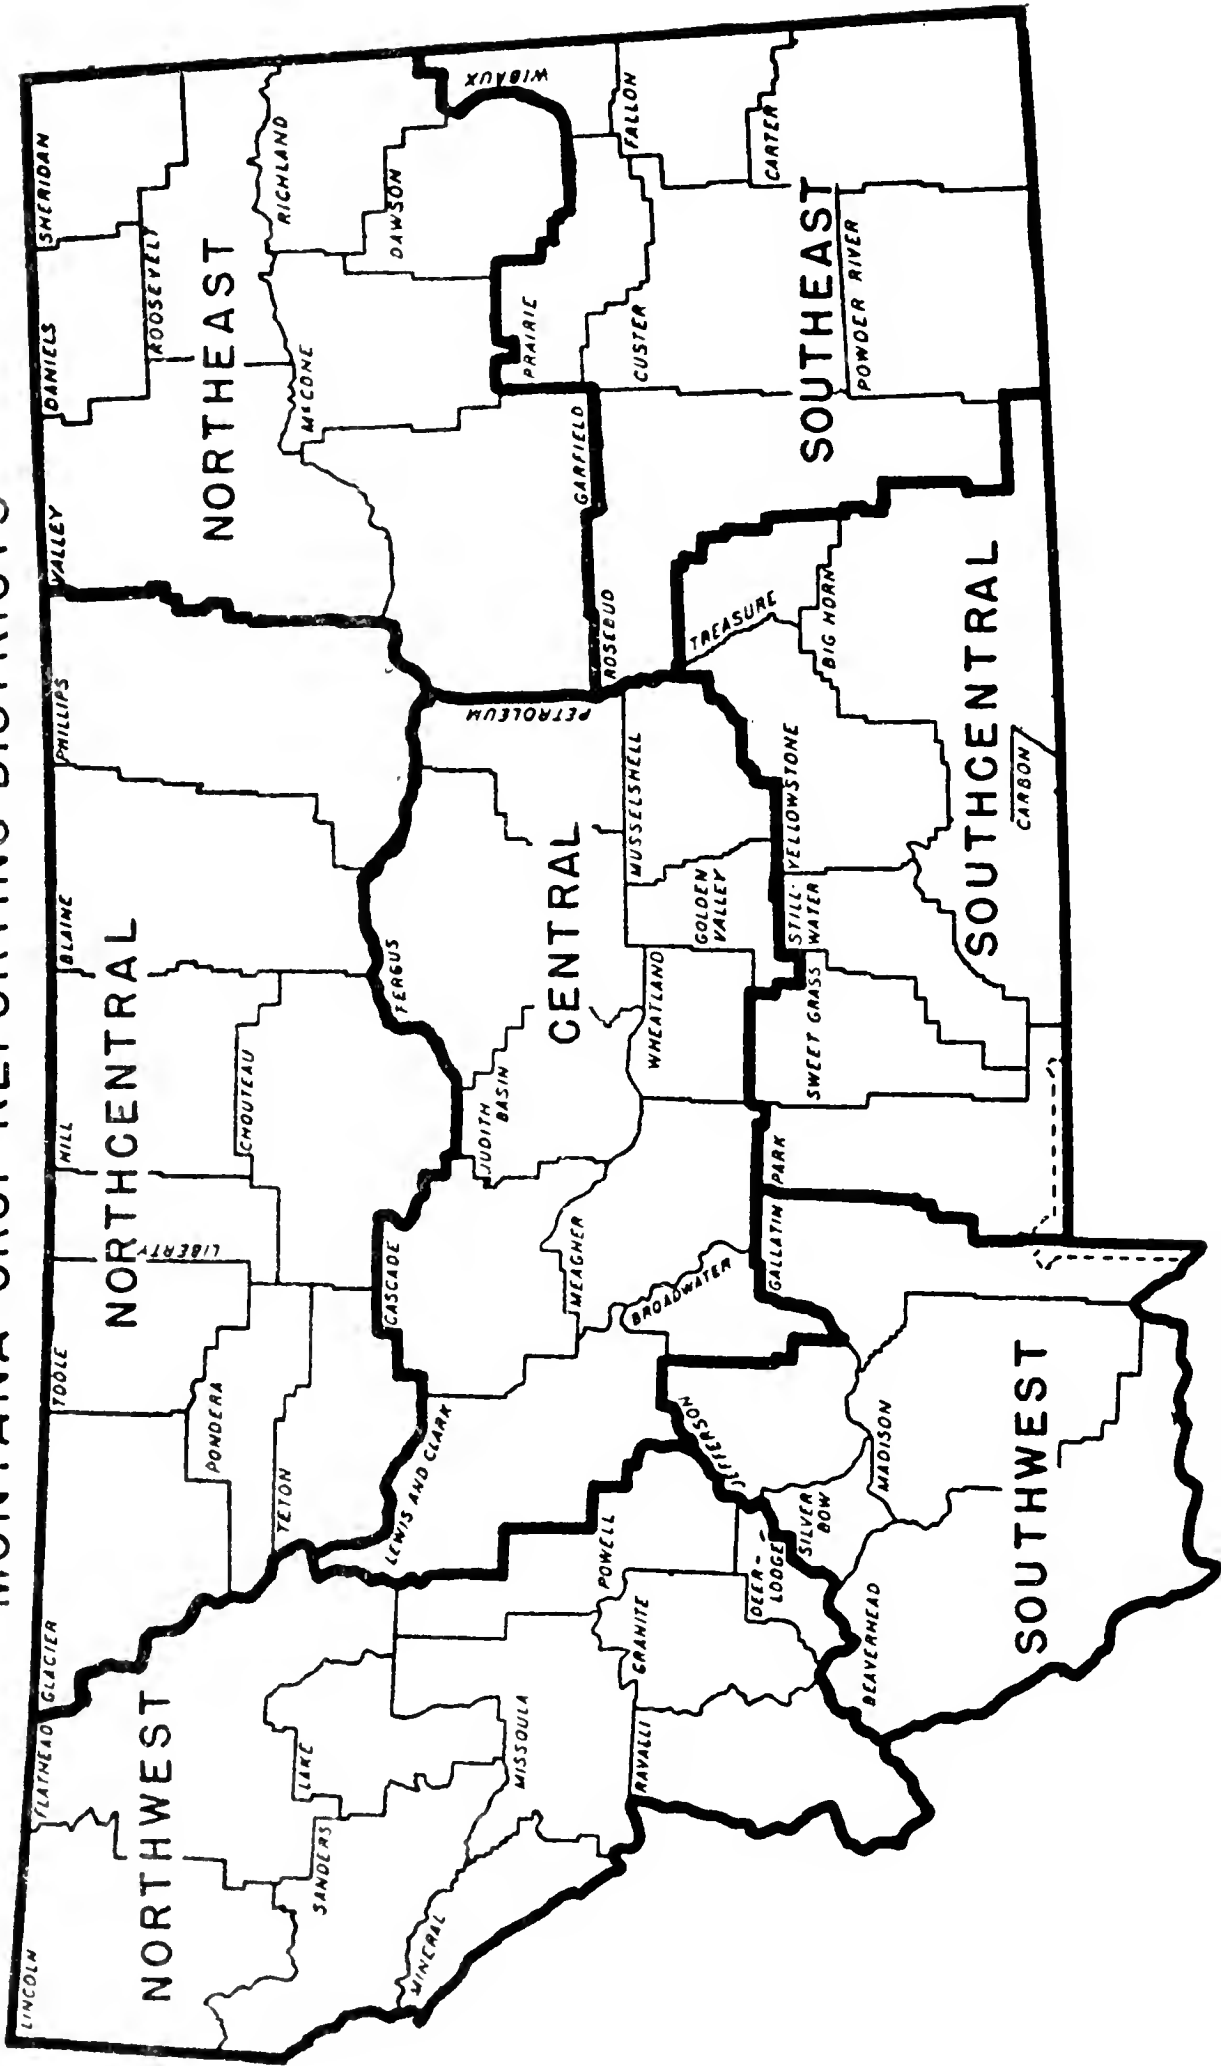 MONTANA CROP REPORTING DISTRICTS
LINCOLN
FLATHEAD
GLACIER
TOOLE
HILL
BLAINE
PHILLIPS
VALLEY
DANIELS
SHERIDAN
NORTHWEST
NORTHCENTRAL
LIBERTY
PONDERA
CHOUTEAU
ROOSEVELT
NORTHEAST
RICHLAND
TETON
LAKE
SANDERS
McCONE
DAWSON
WIBAUX
MINERAL
MISSOULA
LEWIS AND CLARK
CASCADE
FERGUS
JUDITH
BASIN
PETROLEUM
GARFIELD
PRAIRIE
CENTRAL
MEAGHER
POWELL
GRANITE
RAVALLI
BROADWATER
WHEATLAND
MUSSELSHELL
ROSEBUD
CUSTER
FALLON
GOLDEN
VALLEY
JEFFERSON
DEER-
LODGE
SILVER
BOW
GALLATIN
PARK
SWEET GRASS
STILL-
WATER
YELLOWSTONE
TREASURE
BIG HORN
SOUTHEAST
CARTER
POWDER RIVER
BEAVERHEAD
MADISON
SOUTHWEST
SOUTHCENTRAL
CARBON